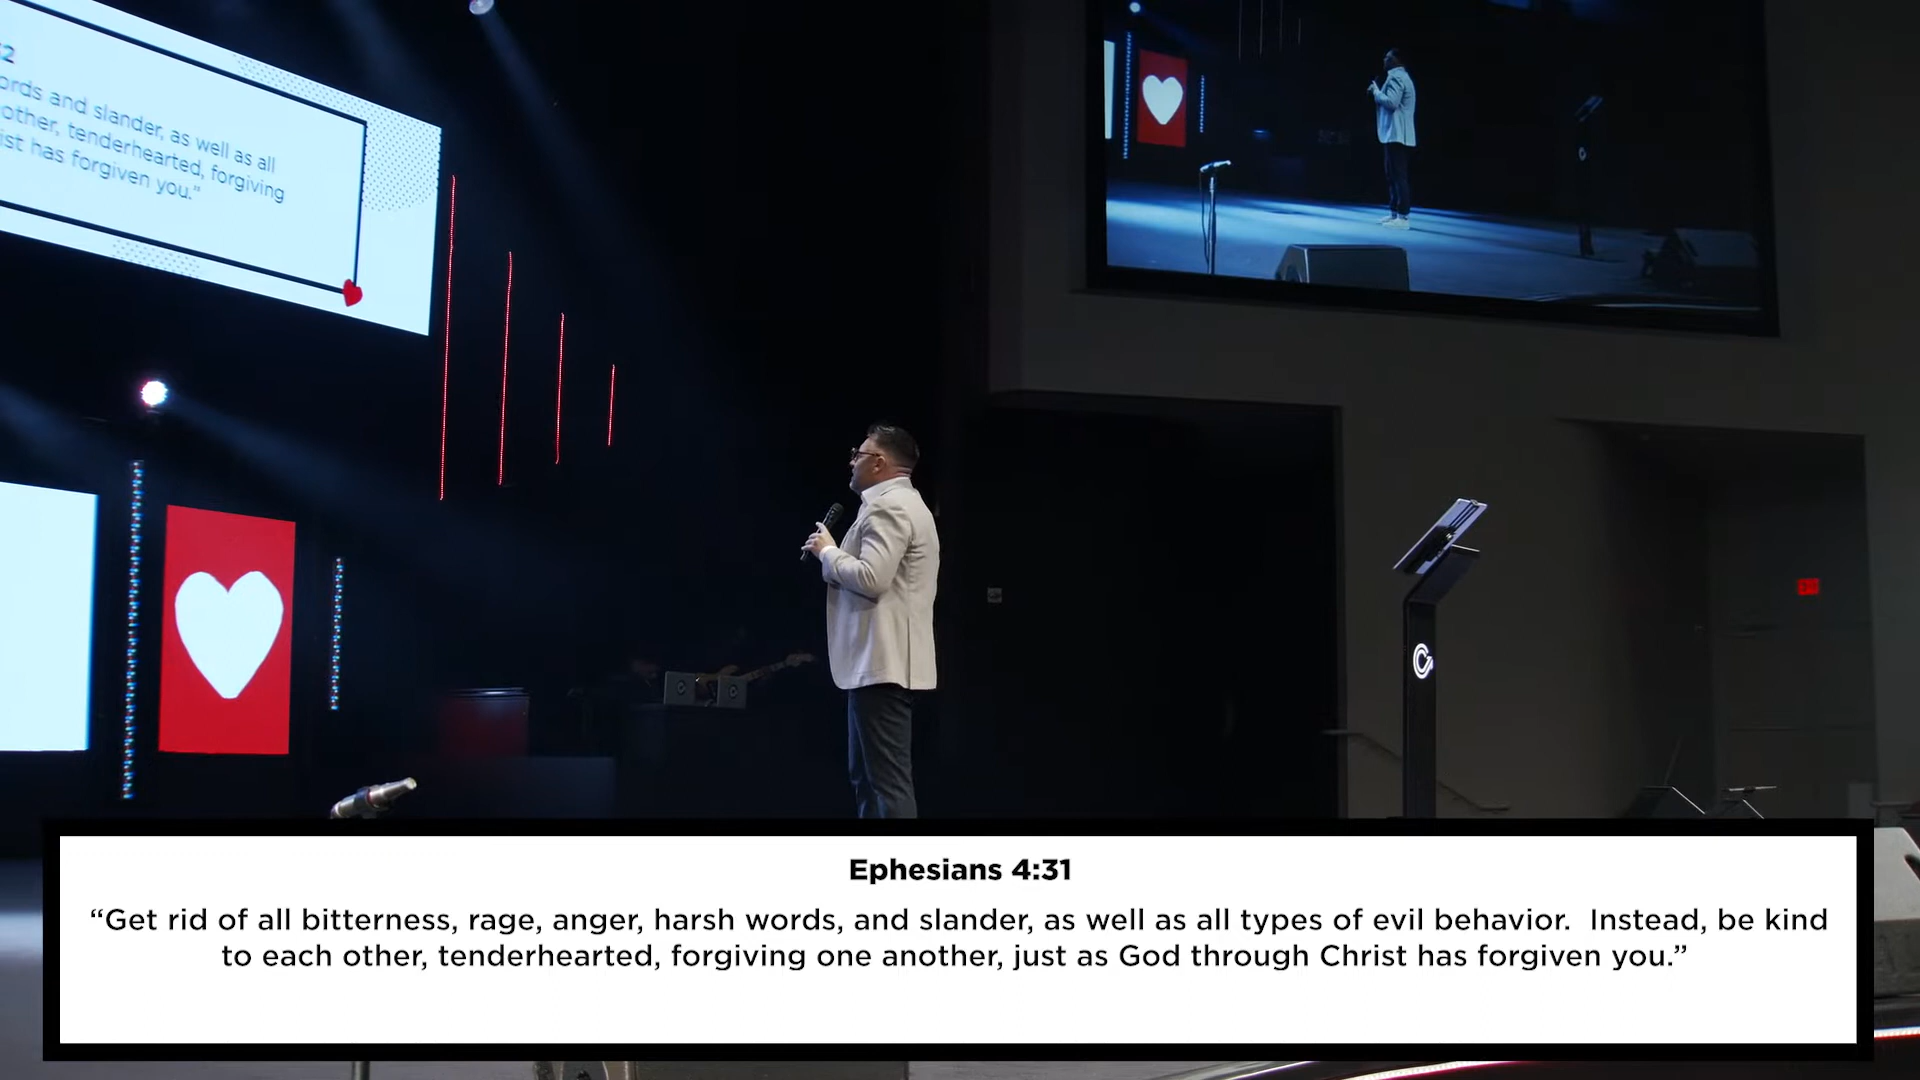 2
ords and slander, as well as all
other, tenderhearted, forgiving
ist has forgiven you.”
Ephesians 4:31
“Get rid of all bitterness, rage, anger, harsh words, and slander, as well as all types of evil behavior.  Instead, be kind
to each other, tenderhearted, forgiving one another, just as God through Christ has forgiven you.”